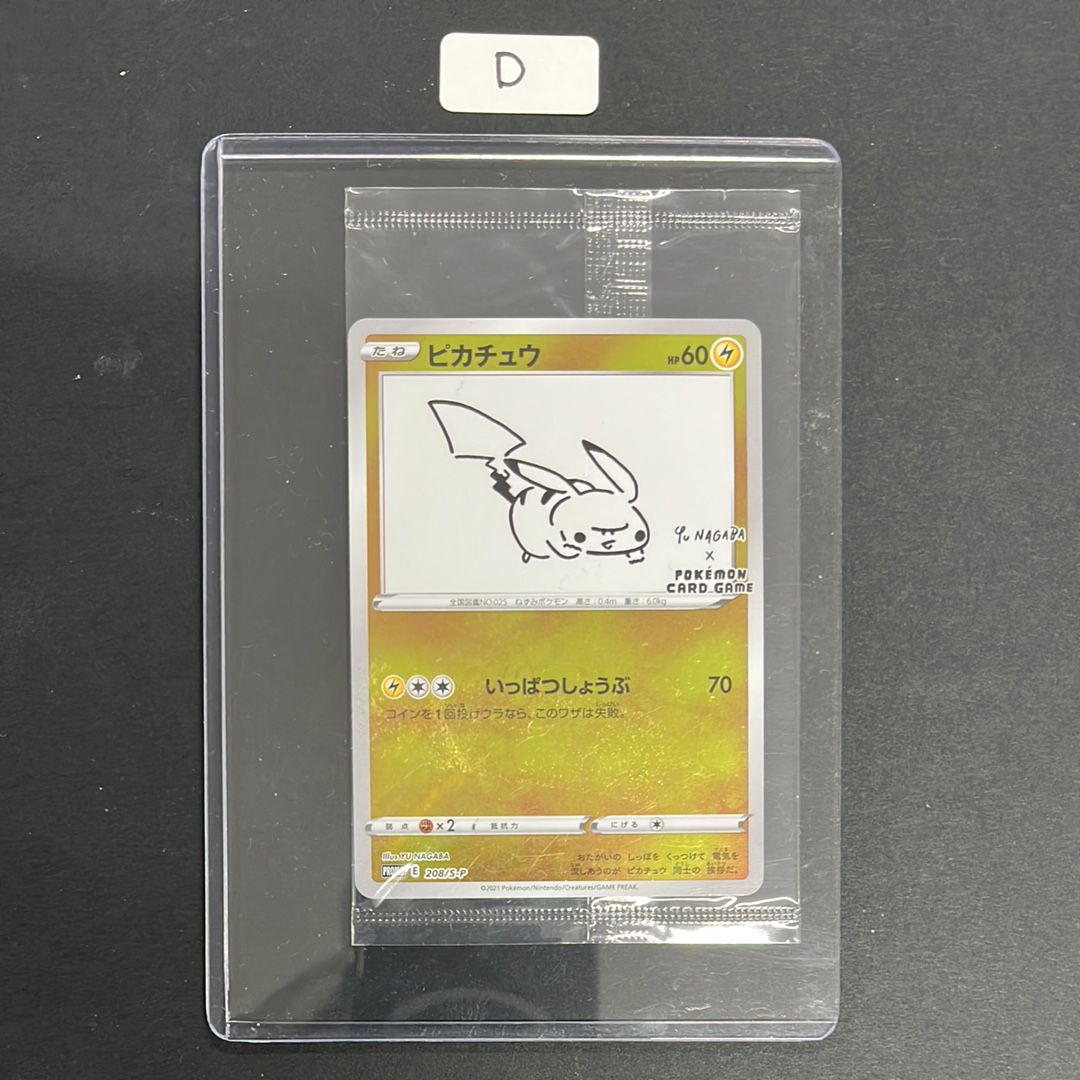 D
たね ピカチュウ HP60
YU NAGABA
×
POKÉMON
CARD GAME
全国図鑑NO.025 ねずみポケモン 高さ:0.4m 重さ:6.0kg
いっぱつしょうぶ 70
コインを1回投げウラなら、このワザは失敗。
弱点 ×2 抵抗力 にげる
Illus. YU NAGABA
PROMO E 208/S-P
おたがいの しっぽを くっつけて 電気を
流しあうのが ピカチュウ 同士の 挨拶だ。
©2021 Pokémon/Nintendo/Creatures/GAME FREAK.